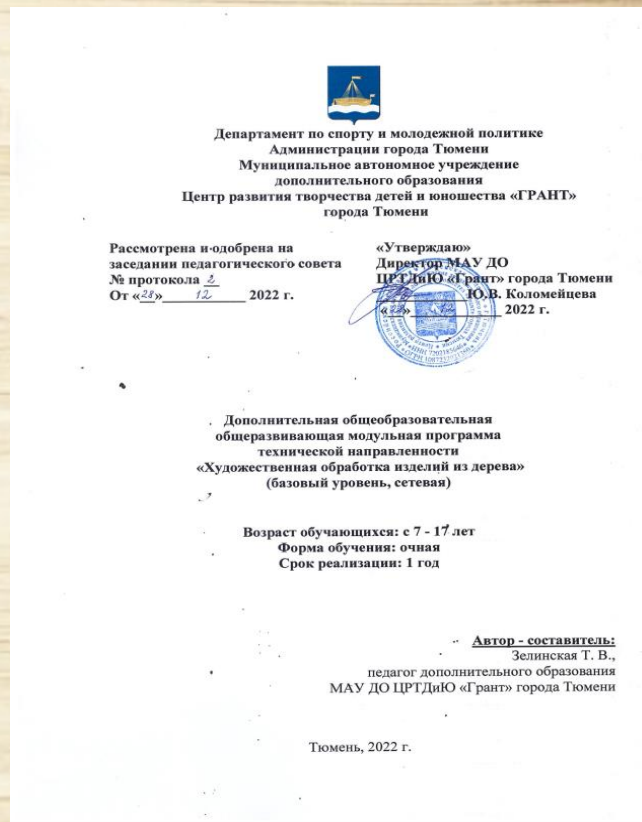 Департамент по спорту и молодежной политике
Администрации города Тюмени
Муниципальное автономное учреждение
дополнительного образования
Центр развития творчества детей и юношества «ГРАНТ»
города Тюмени
Рассмотрена и одобрена на
заседании педагогического совета
№ протокола 2
От «28» 12 2022 г.
«Утверждаю»
Директор МАУ ДО
ЦРТДиЮ «Грант» города Тюмени
Ю.В. Коломейцева
2022 г.
Дополнительная общеобразовательная
общеразвивающая модульная программа
технической направленности
«Художественная обработка изделий из дерева»
(базовый уровень, сетевая)
Возраст обучающихся: с 7 - 17 лет
Форма обучения: очная
Срок реализации: 1 год
Автор - составитель:
Зелинская Т. В.,
педагог дополнительного образования
МАУ ДО ЦРТДиЮ «Грант» города Тюмени
Тюмень, 2022 г.